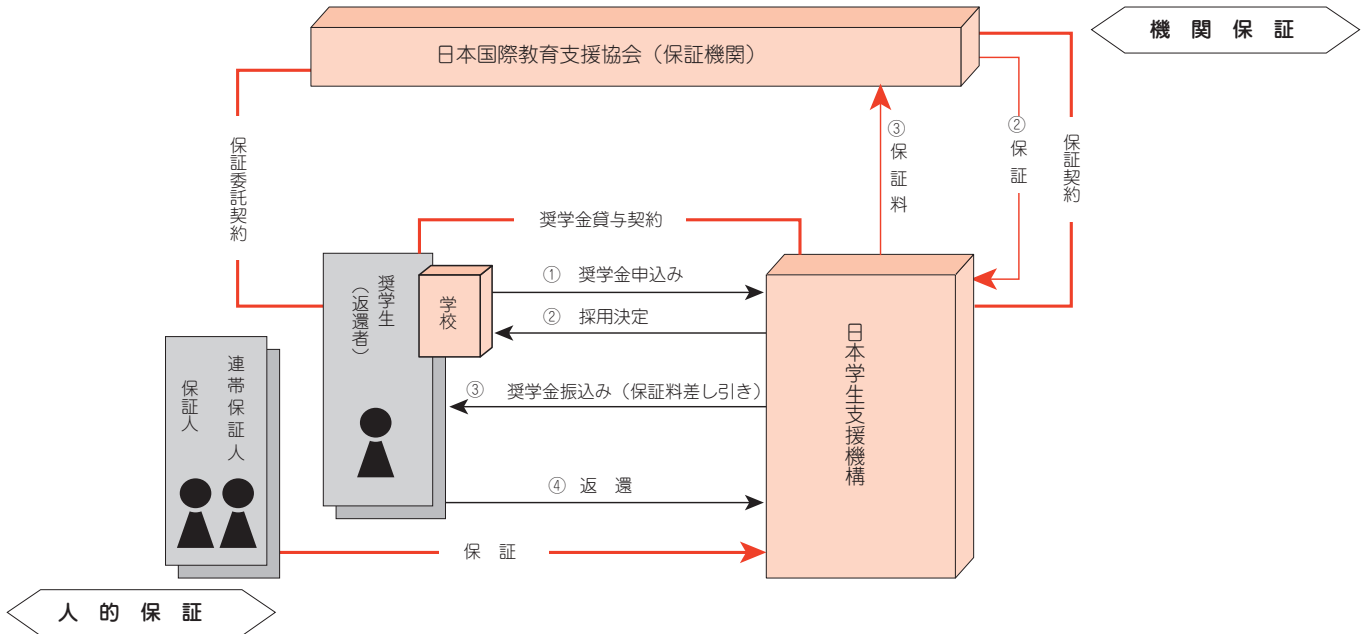 機関保証
日本国際教育支援協会（保証機関）
保証委託契約
③保証料
②保証
保証契約
奨学金貸与契約
奨学生
（返還者）
学校
① 奨学金申込み
② 採用決定
③ 奨学金振込み（保証料差し引き）
④ 返還
日本学生支援機構
連帯保証人
保証人
保証
人的保証